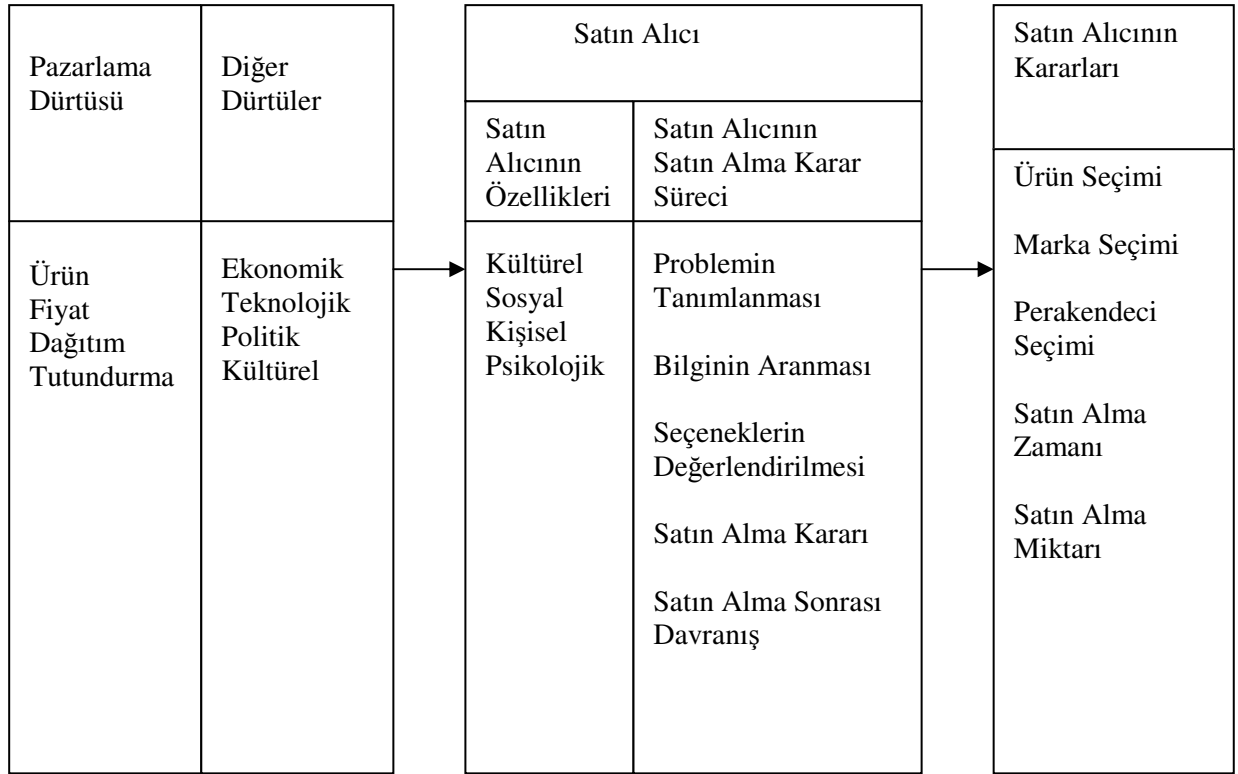 Pazarlama
Dürtüsü
Diğer
Dürtüler
Ürün
Fiyat
Dağıtım
Tutundurma
Ekonomik
Teknolojik
Politik
Kültürel
Satın Alıcı
Satın
Alıcının
Özellikleri
Satın Alıcının
Satın Alma Karar
Süreci
Kültürel
Sosyal
Kişisel
Psikolojik
Problemin
Tanımlanması
Bilginin Aranması
Seçeneklerin
Değerlendirilmesi
Satın Alma Kararı
Satın Alma Sonrası
Davranış
Satın Alıcının
Kararları
Ürün Seçimi
Marka Seçimi
Perakendeci
Seçimi
Satın Alma
Zamanı
Satın Alma
Miktarı